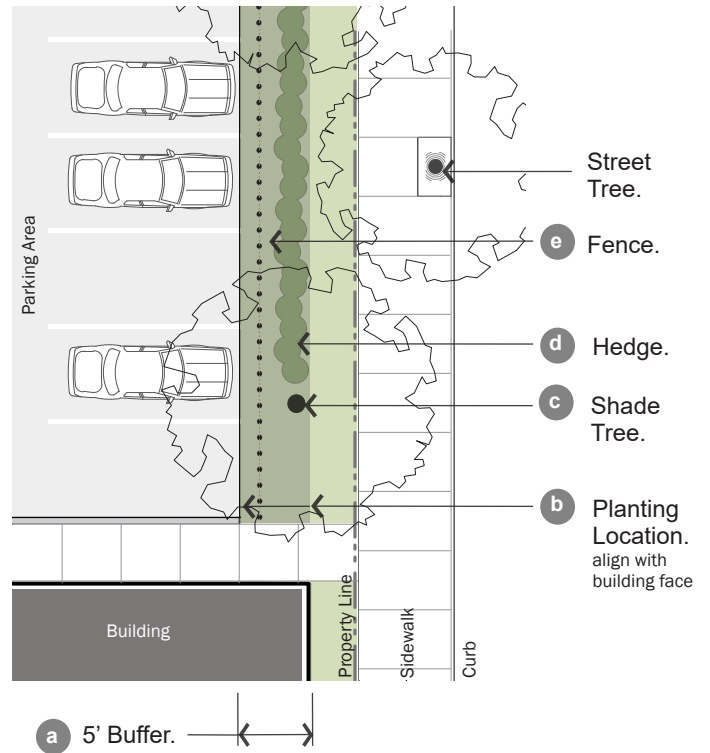 Street
Tree.
e Fence.
Parking Area
d Hedge.
c Shade
Tree.
b Planting
Location.
align with
building face
Building
Property Line
Sidewalk
Curb
a 5’ Buffer.